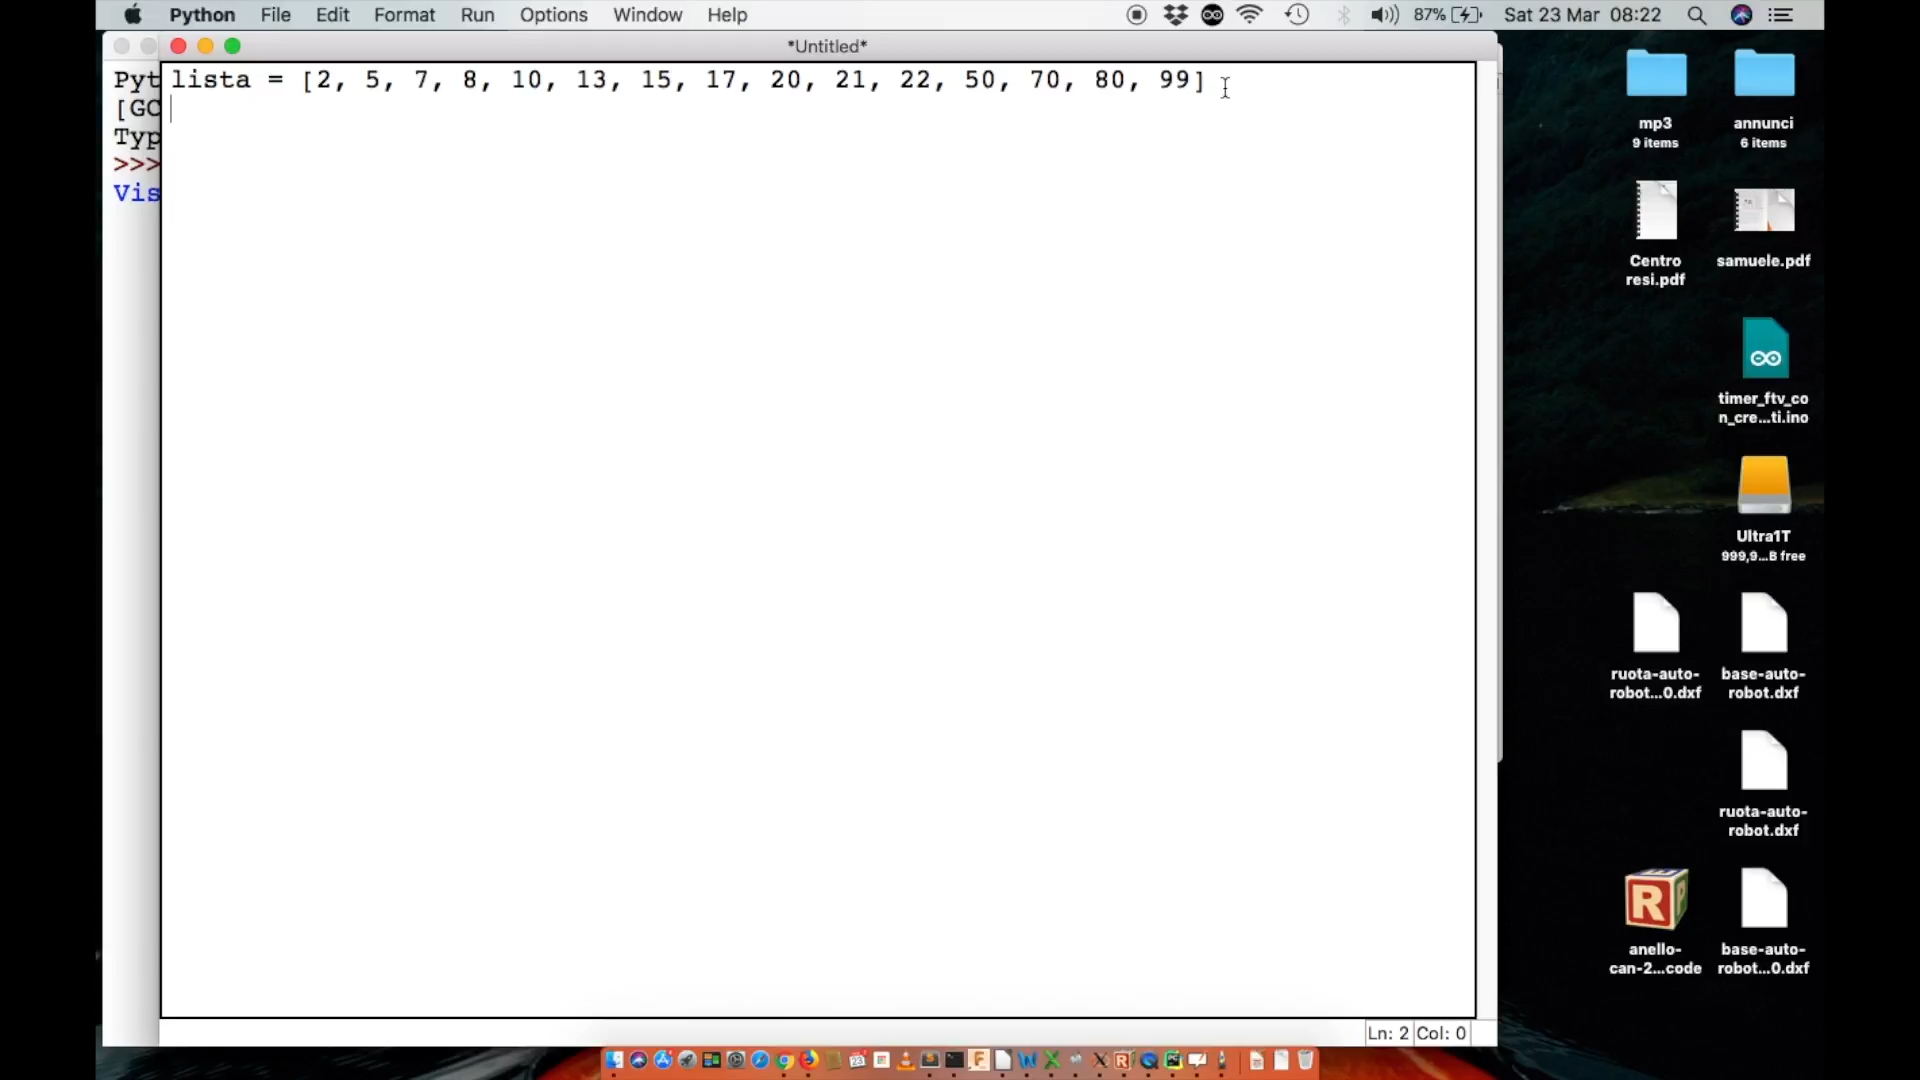 Python File Edit Format Run Options Window Help 87% Sat 23 Mar 08:22
*Untitled*
Pyt
[GC
Typ
>>>
Vis
lista = [2, 5, 7, 8, 10, 13, 15, 17, 20, 21, 22, 50, 70, 80, 99]
Ln: 2 Col: 0
mp3
9 items
annunci
6 items
Centro
resi.pdf
samuele.pdf
timer_ftv_co
n_cre...ti.ino
Ultra1T
999,9...B free
ruota-auto-
robot...0.dxf
base-auto-
robot.dxf
ruota-auto-
robot.dxf
anello-
can-2...code
base-auto-
robot...0.dxf